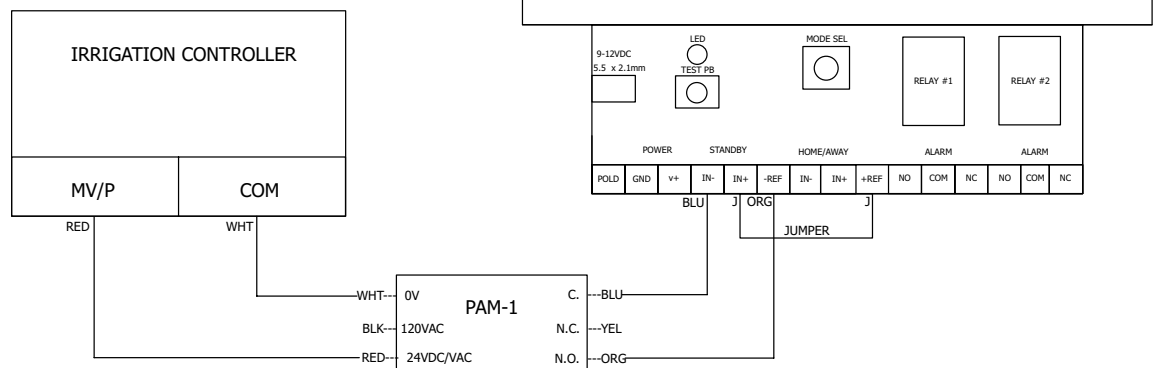 IRRIGATION CONTROLLER
MV/P COM
RED WHT
9-12VDC
5.5 x 2.1mm
LED
TEST PB
MODE SEL
RELAY #1 RELAY #2
POWER STANDBY HOME/AWAY ALARM ALARM
POLD GND v+ IN- IN+ -REF IN- IN+ +REF NO COM NC NO COM NC
BLU J ORG J
JUMPER
WHT--- 0V PAM-1 C. ---BLU
BLK--- 120VAC N.C. ---YEL
RED--- 24VDC/VAC N.O. ---ORG